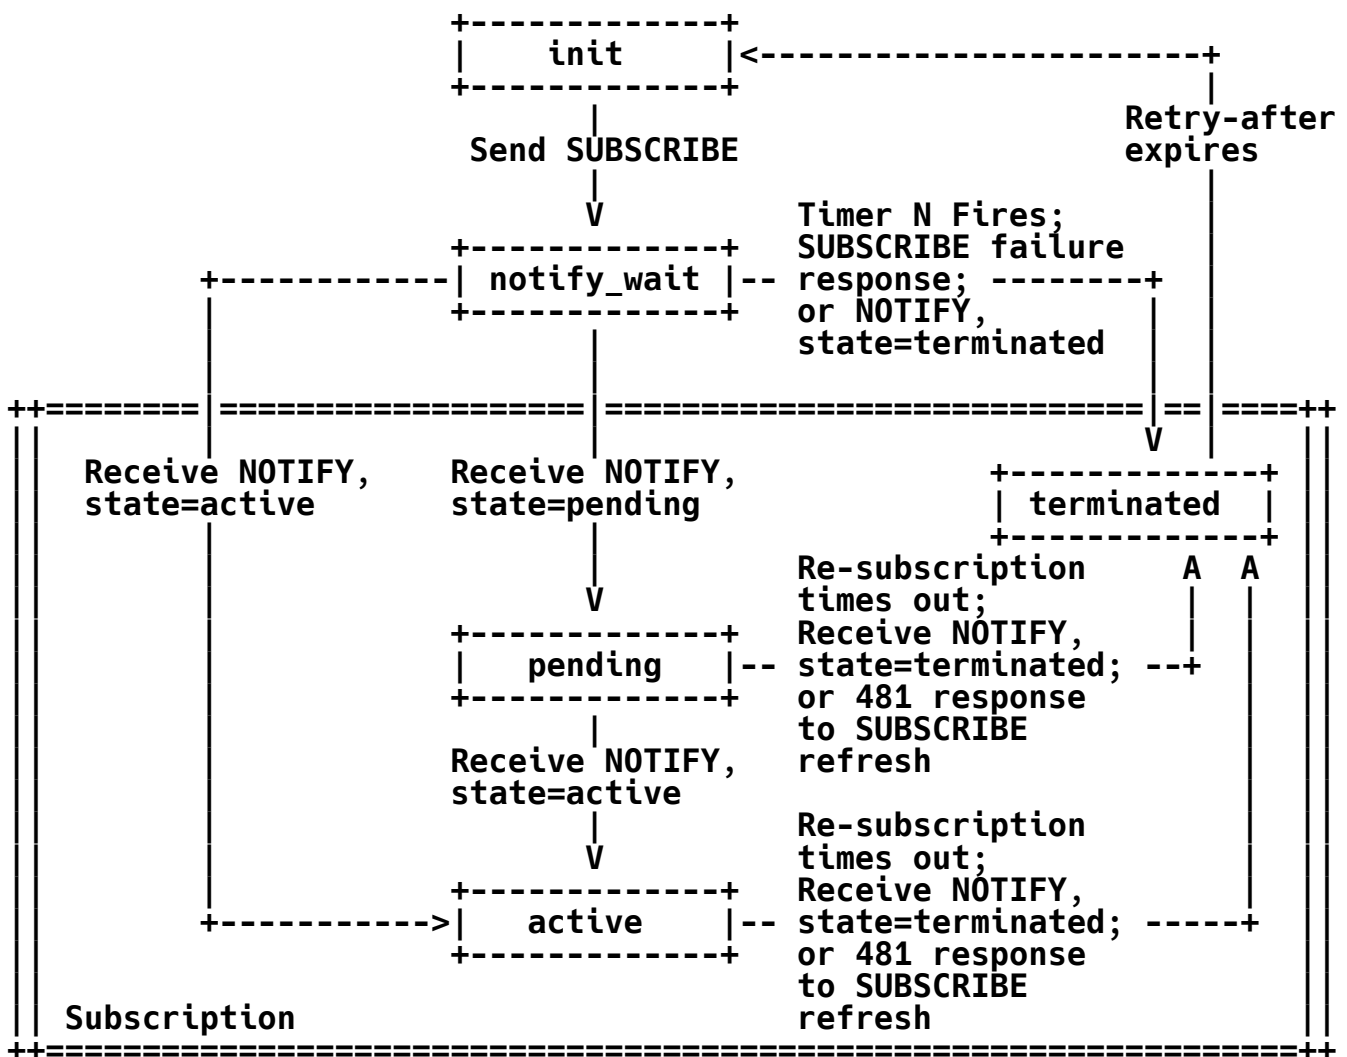 init
Retry-after
expires
Send SUBSCRIBE
Timer N Fires;
SUBSCRIBE failure
notify_wait
response;
or NOTIFY,
state=terminated
Receive NOTIFY,
state=active
Receive NOTIFY,
state=pending
terminated
Re-subscription
times out;
Receive NOTIFY,
pending
state=terminated;
or 481 response
to SUBSCRIBE
refresh
Receive NOTIFY,
state=active
Re-subscription
times out;
Receive NOTIFY,
active
state=terminated;
or 481 response
to SUBSCRIBE
refresh
Subscription